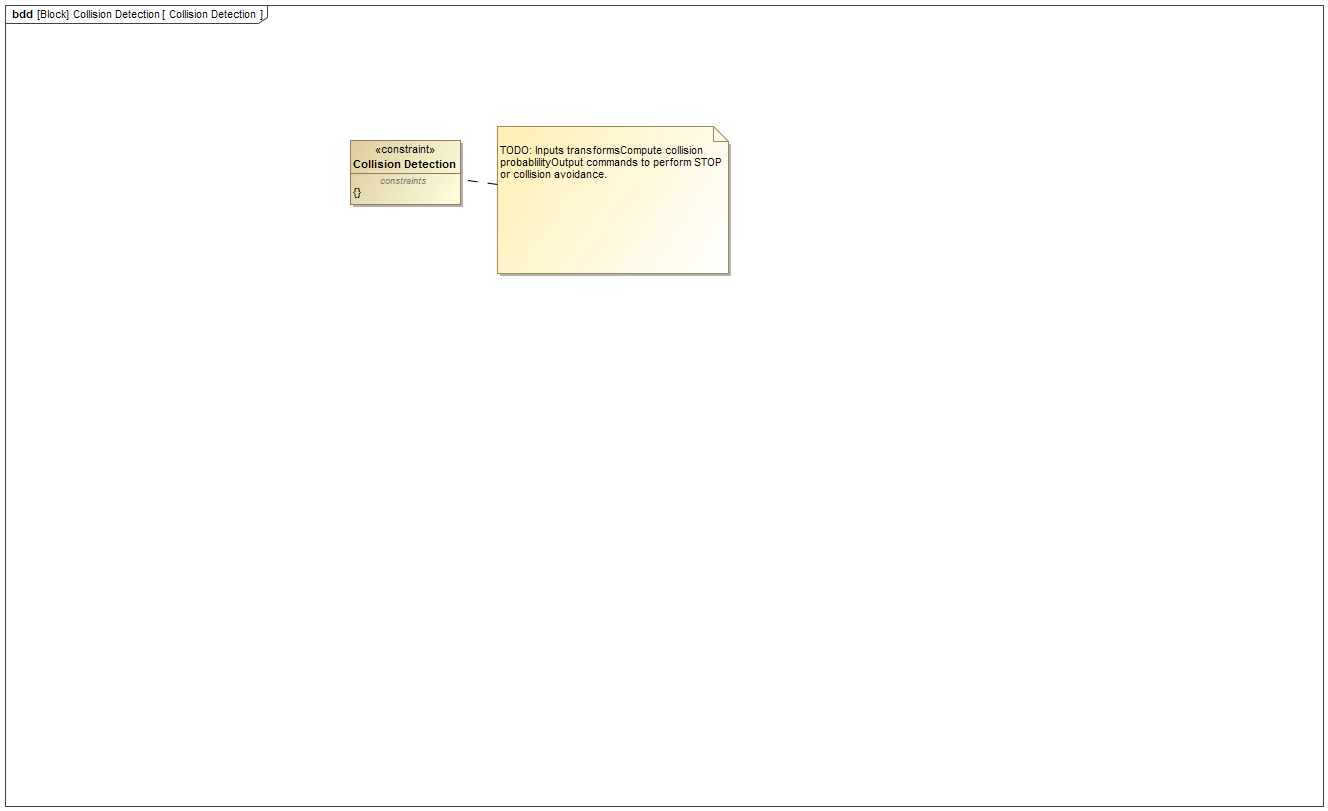 bdd [Block] Collision Detection [ Collision Detection ]
«constraint»
Collision Detection
constraints
{}
TODO: Inputs transformsCompute collision
probablilityOutput commands to perform STOP
or collision avoidance.